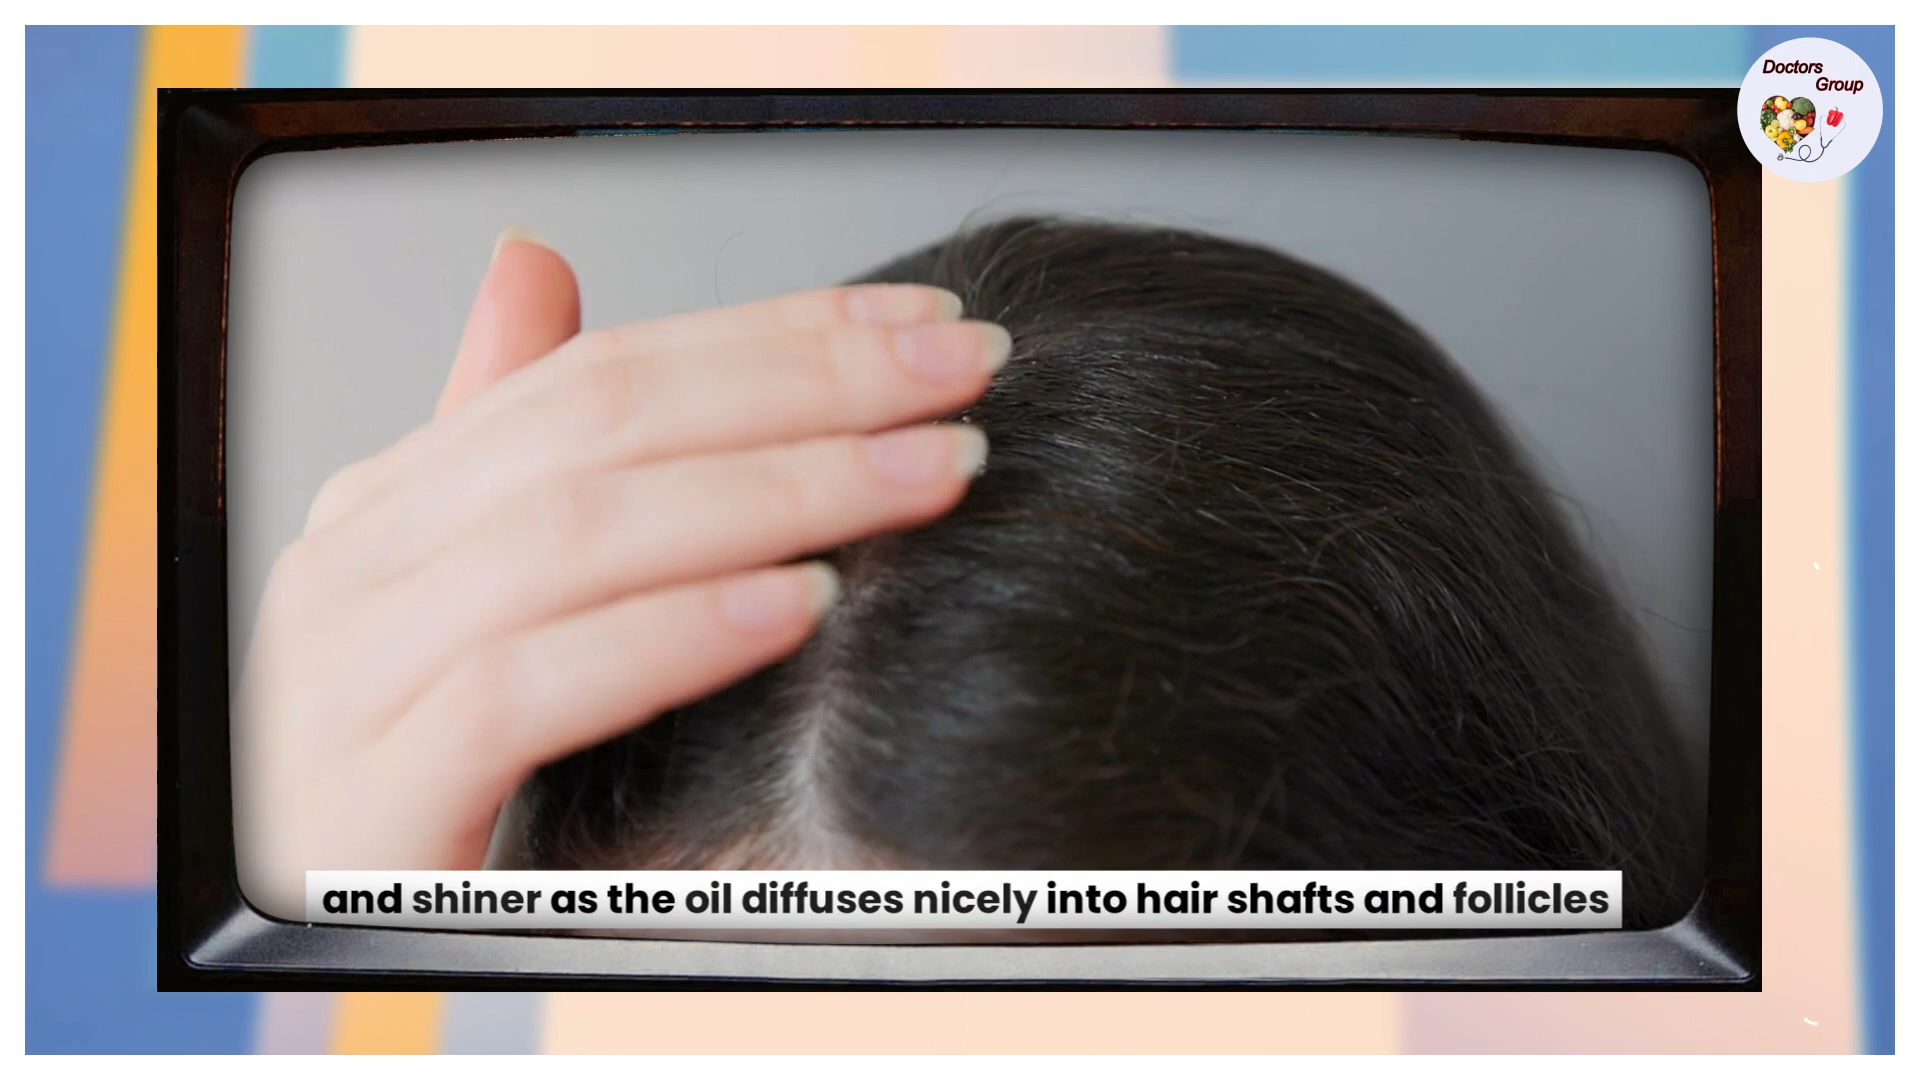 Doctors
Group
and shiner as the oil diffuses nicely into hair shafts and follicles